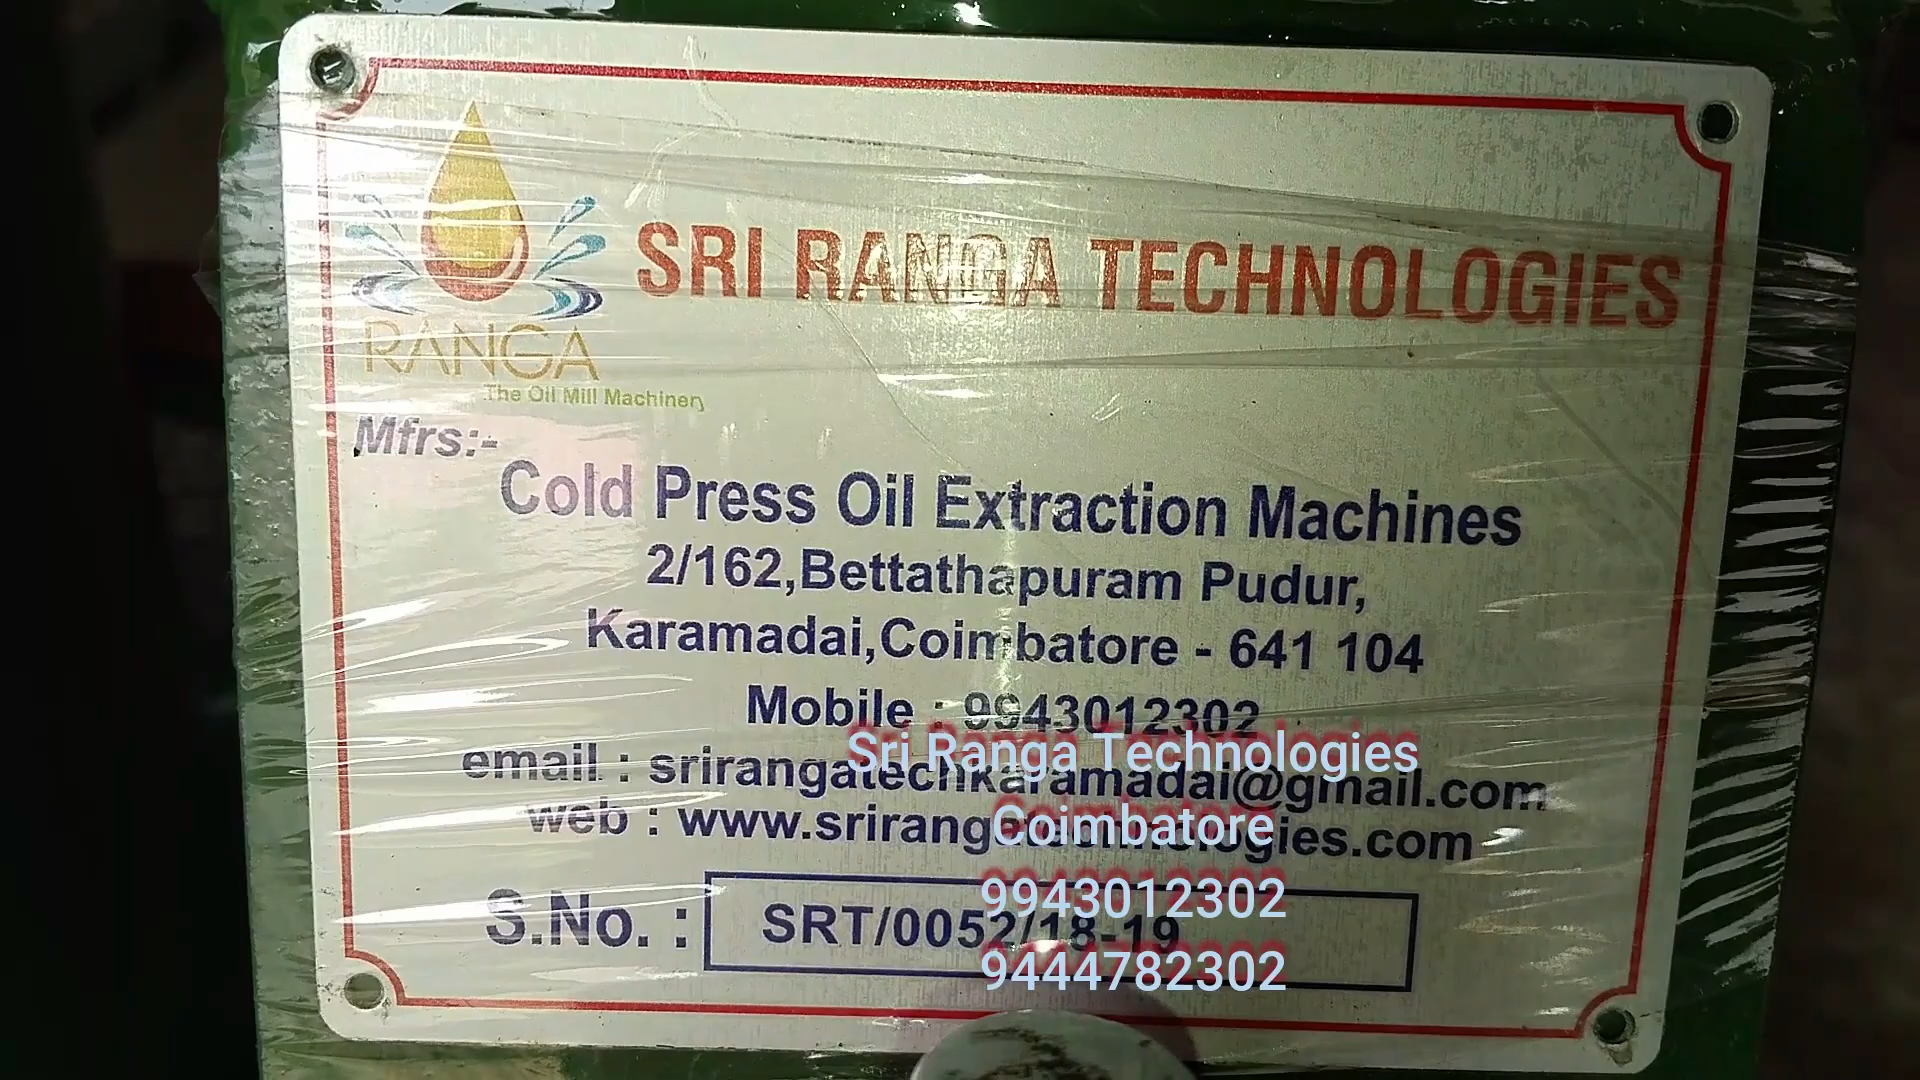 SRI RANGA TECHNOLOGIES
RANGA
The Oil Mill Machinery
Mfrs:-
Cold Press Oil Extraction Machines
2/162,Bettathapuram Pudur,
Karamadai,Coimbatore - 641 104
Mobile : 9943012302
Sri Ranga Technologies
email : srirangatechkaramadai@gmail.com
Coimbatore
web : www.srirangatechnologies.com
9943012302
S.No. : SRT/0052/18-19
9444782302